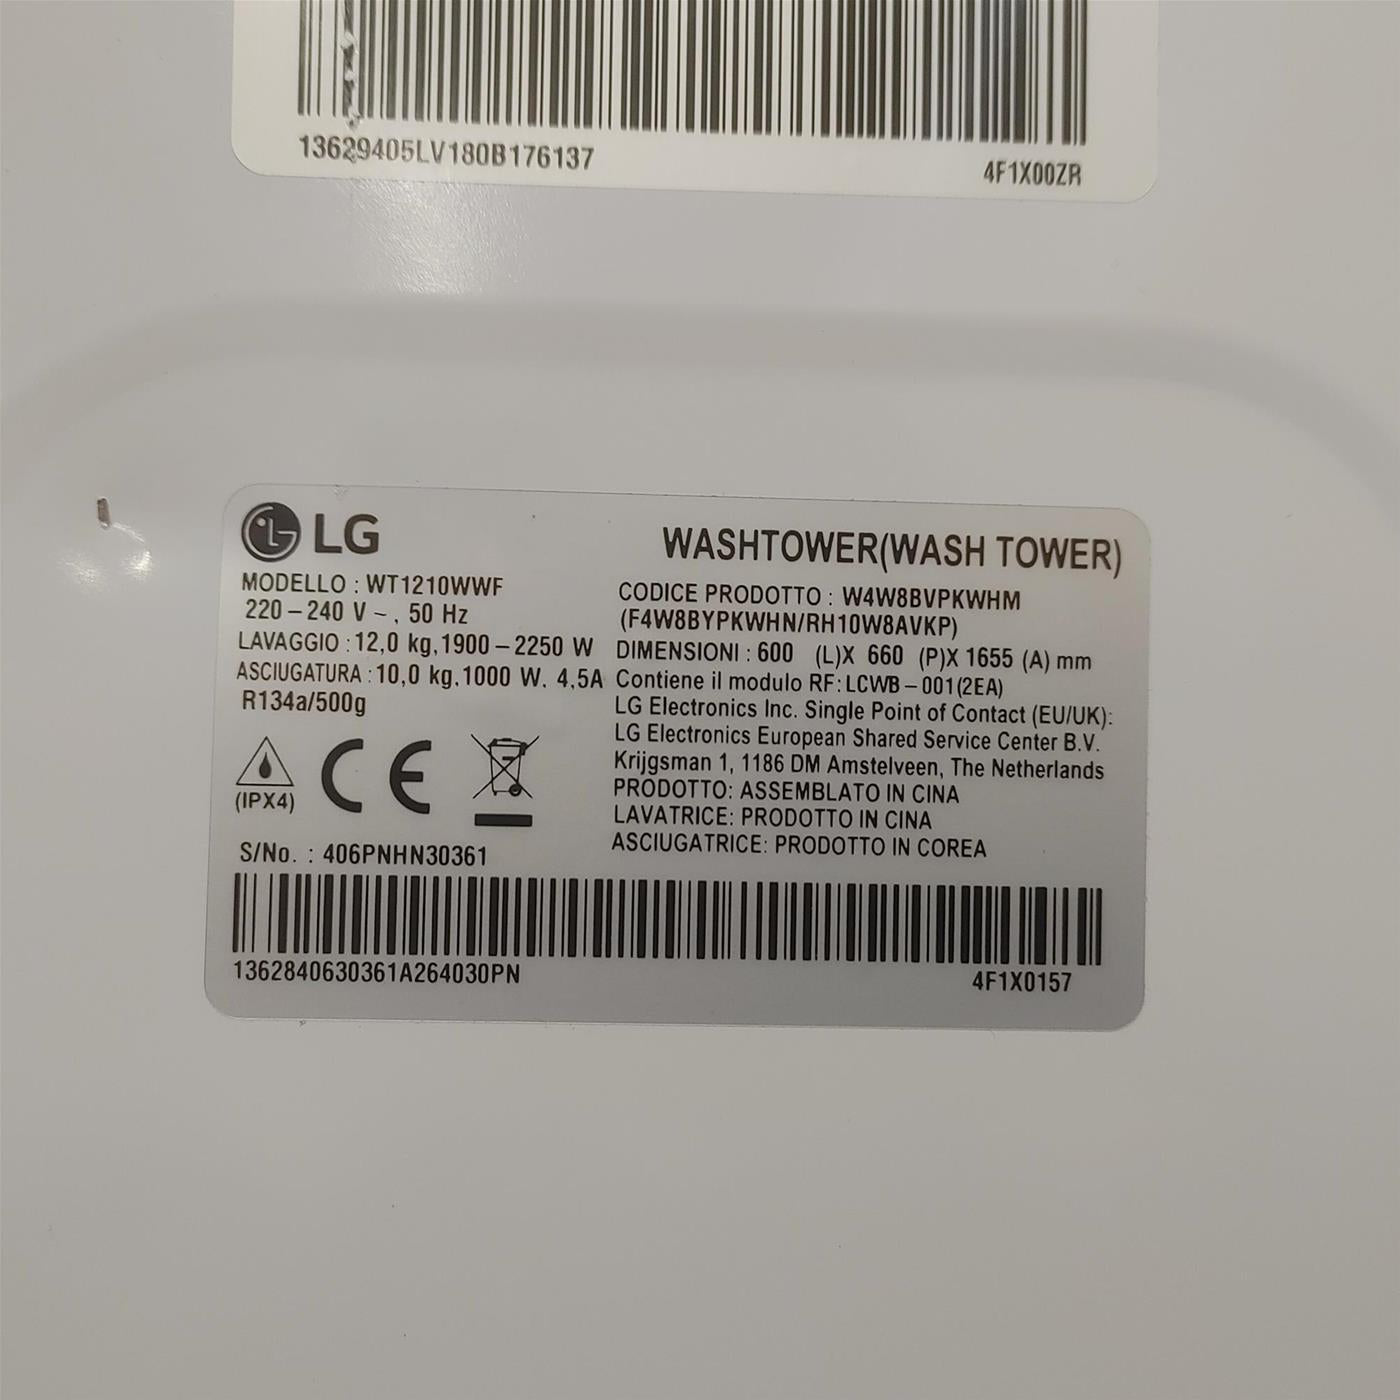 13629405LV180B176137
4F1X00ZR
LG
WASHTOWER(WASH TOWER)
MODELLO : WT1210WWF
220 – 240 V ~ , 50 Hz
LAVAGGIO : 12,0 kg, 1900 – 2250 W
ASCIUGATURA : 10,0 kg, 1000 W, 4,5A
R134a/500g
(IPX4)
CE
S/No. : 406PNHN30361
CODICE PRODOTTO : W4W8BVPKWHM
(F4W8BYPKWHN/RH10W8AVKP)
DIMENSIONI : 600 (L)X 660 (P)X 1655 (A) mm
Contiene il modulo RF: LCWB – 001(2EA)
LG Electronics Inc. Single Point of Contact (EU/UK):
LG Electronics European Shared Service Center B.V.
Krijgsman 1, 1186 DM Amstelveen, The Netherlands
PRODOTTO: ASSEMBLATO IN CINA
LAVATRICE: PRODOTTO IN CINA
ASCIUGATRICE: PRODOTTO IN COREA
1362840630361A264030PN
4F1X0157